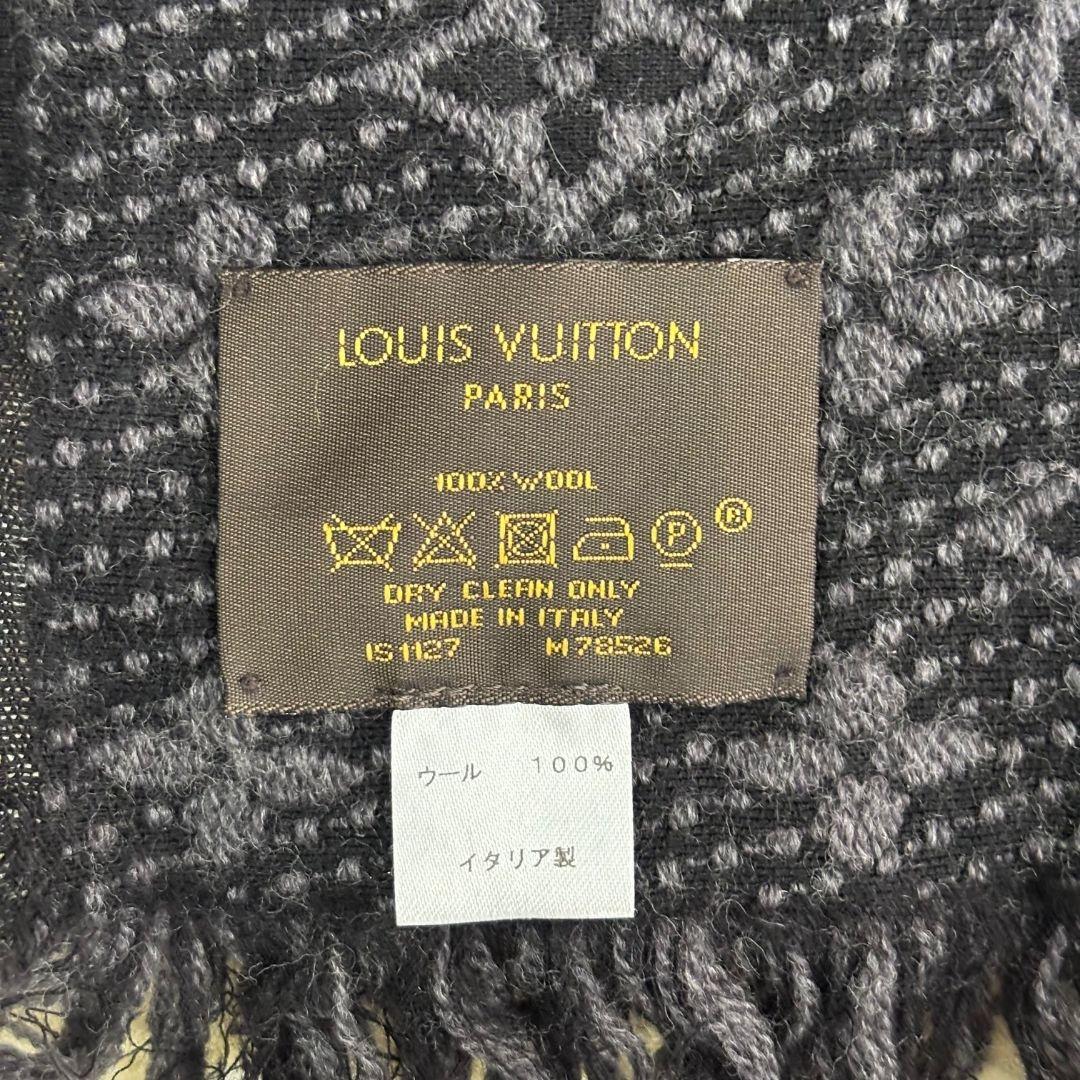 LOUIS VUITTON
PARIS
100% WOOL
P ®
DRY CLEAN ONLY
MADE IN ITALY
IS1127 M78526
ウール 100%
イタリア製